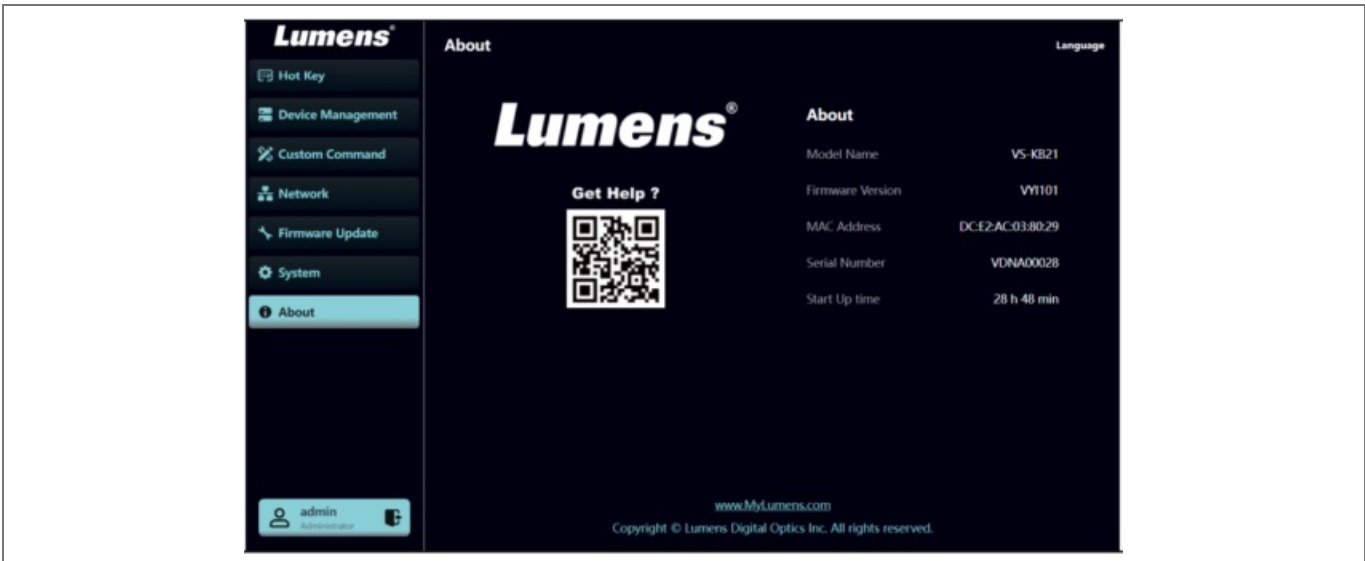 Lumens®
Hot Key
Device Management
Custom Command
Network
Firmware Update
System
About
admin
Administrator
About
Language
Lumens®
Get Help ?
About
Model Name VS-KB21
Firmware Version VYI101
MAC Address DC:E2:AC:03:80:29
Serial Number VDNA00028
Start Up time 28 h 48 min
www.MyLumens.com
Copyright © Lumens Digital Optics Inc. All rights reserved.